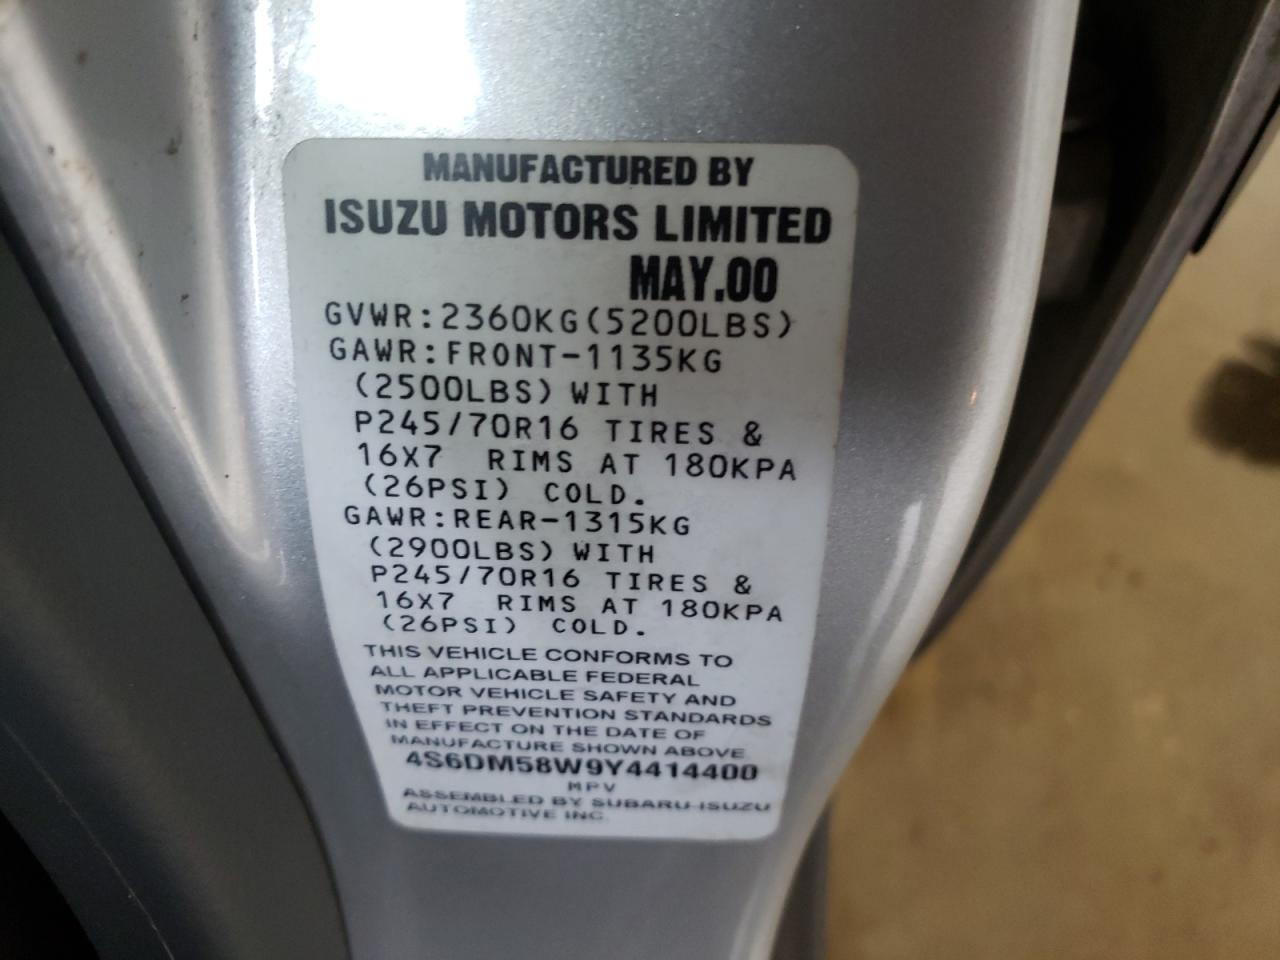 MANUFACTURED BY
ISUZU MOTORS LIMITED
MAY.00
GVWR:2360KG(5200LBS)
GAWR:FRONT-1135KG
(2500LBS) WITH
P245/70R16 TIRES &
16X7 RIMS AT 180KPA
(26PSI) COLD.
GAWR:REAR-1315KG
(2900LBS) WITH
P245/70R16 TIRES &
16X7 RIMS AT 180KPA
(26PSI) COLD.
THIS VEHICLE CONFORMS TO
ALL APPLICABLE FEDERAL
MOTOR VEHICLE SAFETY AND
THEFT PREVENTION STANDARDS
IN EFFECT ON THE DATE OF
MANUFACTURE SHOWN ABOVE
4S6DM58W9Y4414400
MPV
ASSEMBLED BY SUBARU-ISUZU
AUTOMOTIVE INC.